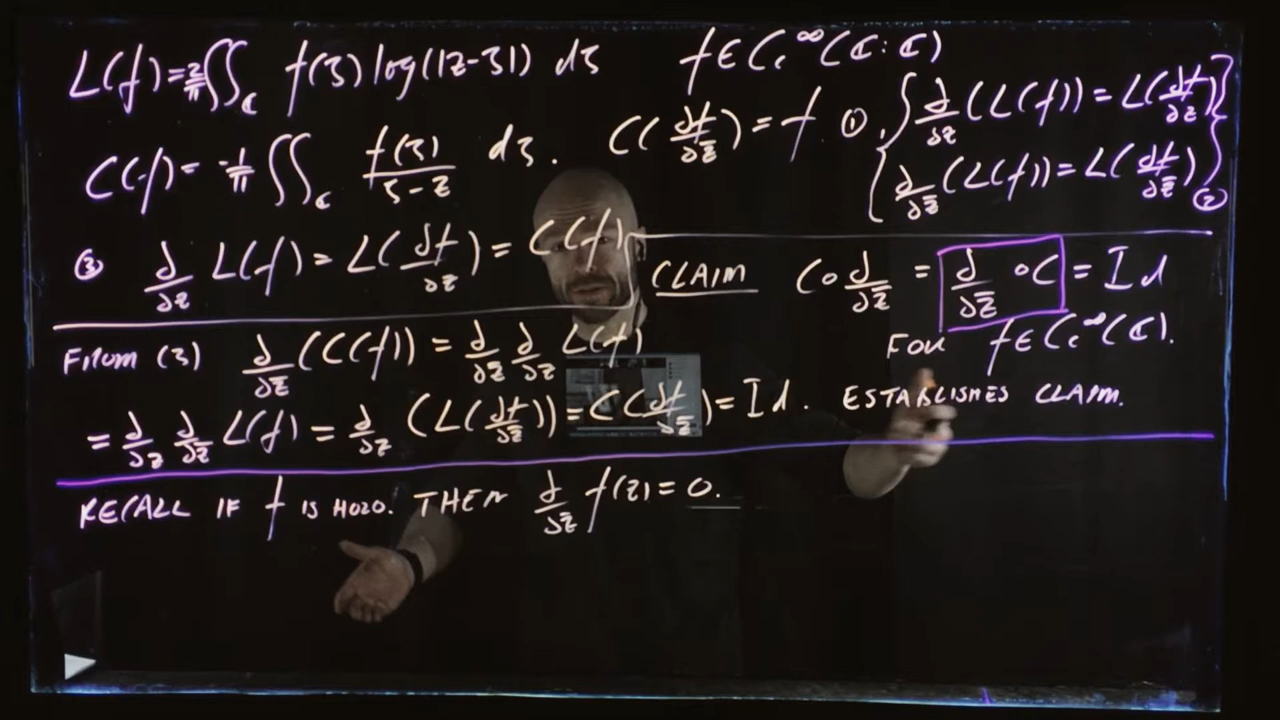 L(f) = 2/π ∬_ℂ f(ζ) log(|z-ζ|) dζ f ∈ C_c^∞(ℂ:ℂ)
C(f) = -1/π ∬_ℂ f(ζ)/(ζ-z) dζ. C(∂f/∂z̄) = f ① { ∂/∂z (L(f)) = L(∂f/∂z)
∂/∂z̄ (L(f)) = L(∂f/∂z̄) } ②
③ ∂/∂z L(f) = L(∂f/∂z) = C(f)
CLAIM C∘∂/∂z̄ = ∂/∂z̄ ∘C = Id
FOR f ∈ C_c^∞(ℂ).
FROM (3) ∂/∂z̄ (C(f)) = ∂/∂z̄ ∂/∂z L(f)
= ∂/∂z ∂/∂z̄ L(f) = ∂/∂z (L(∂f/∂z̄)) = C(∂f/∂z̄) = Id. ESTABLISHES CLAIM.
RECALL IF f IS HOLO. THEN ∂/∂z̄ f(z) = 0.